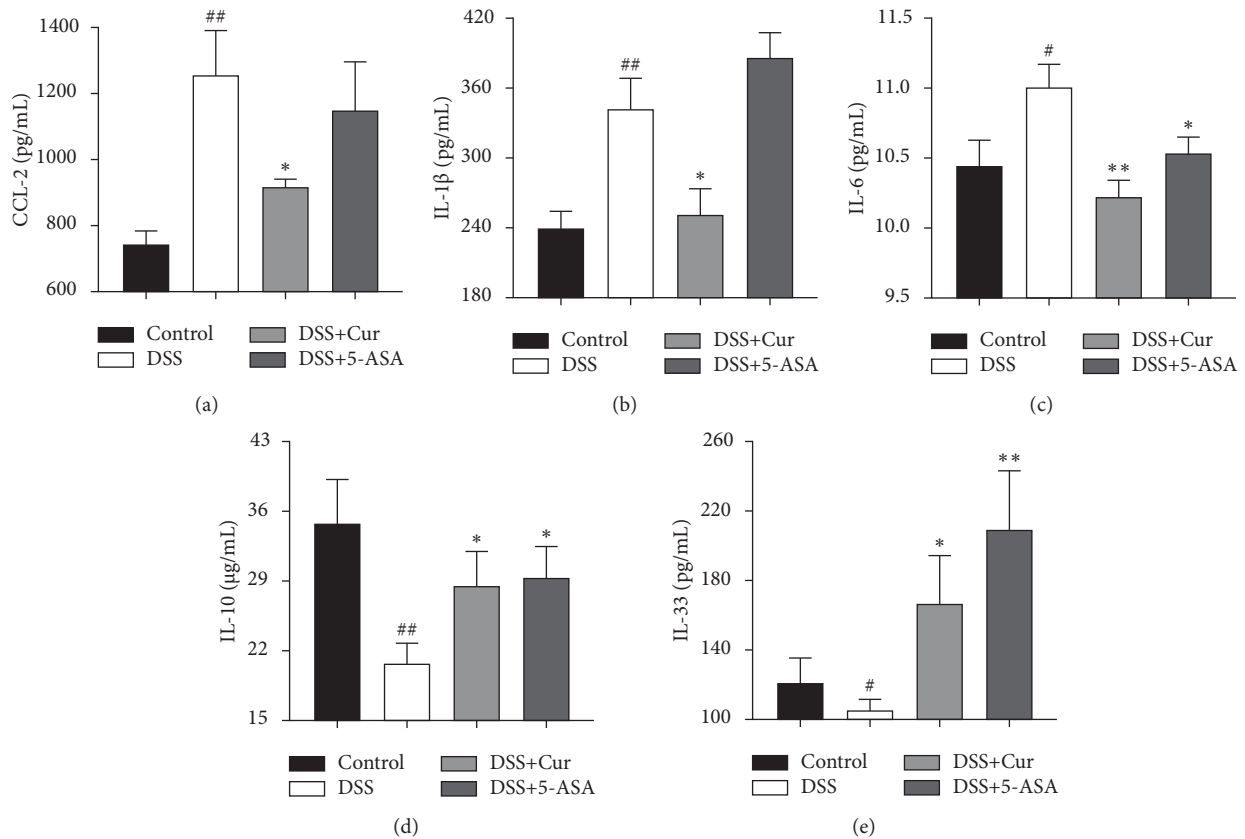 1400
1200
1000
800
600
CCL-2 (pg/mL)
##
*
Control
DSS+Cur
DSS
DSS+5-ASA
(a)
420
360
300
240
180
IL-1β (pg/mL)
##
*
Control
DSS+Cur
DSS
DSS+5-ASA
(b)
11.5
11.0
10.5
10.0
9.5
IL-6 (pg/mL)
#
**
*
Control
DSS+Cur
DSS
DSS+5-ASA
(c)
43
36
29
22
15
IL-10 (μg/mL)
##
*
*
Control
DSS+Cur
DSS
DSS+5-ASA
(d)
260
220
180
140
100
IL-33 (pg/mL)
#
*
**
Control
DSS+Cur
DSS
DSS+5-ASA
(e)